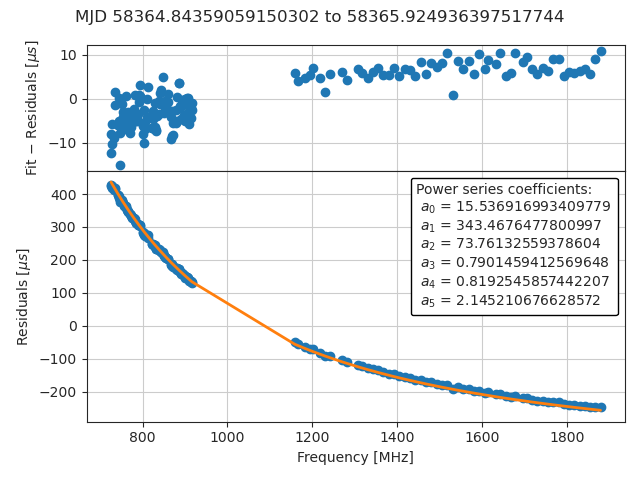 MJD 58364.84359059150302 to 58365.924936397517744
Fit − Residuals [μs]
10
0
−10
Residuals [μs]
400
300
200
100
0
−100
−200
Power series coefficients:
a0 = 15.536916993409779
a1 = 343.4676477800997
a2 = 73.76132559378604
a3 = 0.7901459412569648
a4 = 0.8192545857442207
a5 = 2.145210676628572
800 1000 1200 1400 1600 1800
Frequency [MHz]